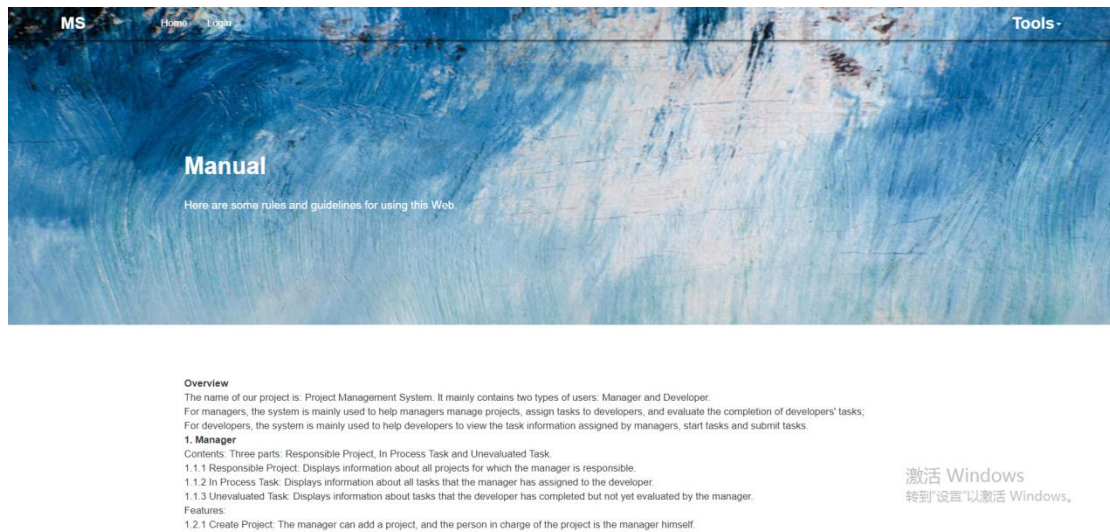 MS Home Login Tools
Manual
Here are some rules and guidelines for using this Web.
Overview
The name of our project is: Project Management System. It mainly contains two types of users: Manager and Developer.
For managers, the system is mainly used to help managers manage projects, assign tasks to developers, and evaluate the completion of developers' tasks;
For developers, the system is mainly used to help developers to view the task information assigned by managers, start tasks and submit tasks.
1. Manager
Contents: Three parts: Responsible Project, In Process Task and Unevaluated Task.
1.1.1 Responsible Project: Displays information about all projects for which the manager is responsible.
1.1.2 In Process Task: Displays information about all tasks that the manager has assigned to the developer.
1.1.3 Unevaluated Task: Displays information about tasks that the developer has completed but not yet evaluated by the manager.
Features:
1.2.1 Create Project: The manager can add a project, and the person in charge of the project is the manager himself.
激活 Windows
转到"设置"以激活 Windows。